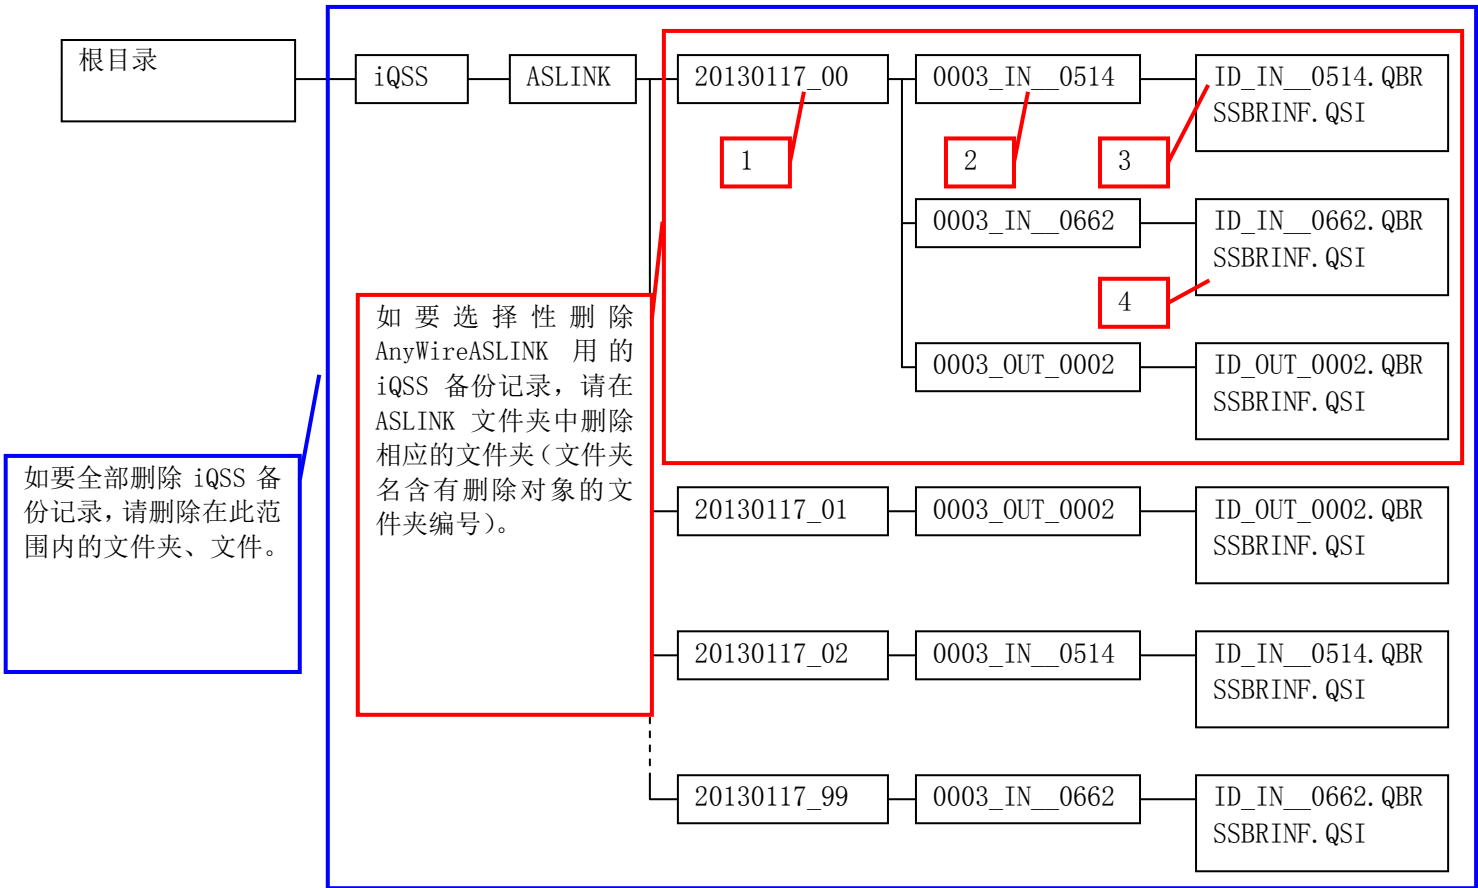 根目录
iQSS
ASLINK
20130117_00
0003_IN__0514
ID_IN__0514.QBR
SSBRINF.QSI
1
2
3
0003_IN__0662
ID_IN__0662.QBR
SSBRINF.QSI
4
0003_OUT_0002
ID_OUT_0002.QBR
SSBRINF.QSI
如要选择性删除
AnyWireASLINK 用的
iQSS 备份记录，请在
ASLINK 文件夹中删除
相应的文件夹（文件夹
名含有删除对象的文
件夹编号）。
如要全部删除 iQSS 备
份记录，请删除在此范
围内的文件夹、文件。
20130117_01
0003_OUT_0002
ID_OUT_0002.QBR
SSBRINF.QSI
20130117_02
0003_IN__0514
ID_IN__0514.QBR
SSBRINF.QSI
20130117_99
0003_IN__0662
ID_IN__0662.QBR
SSBRINF.QSI